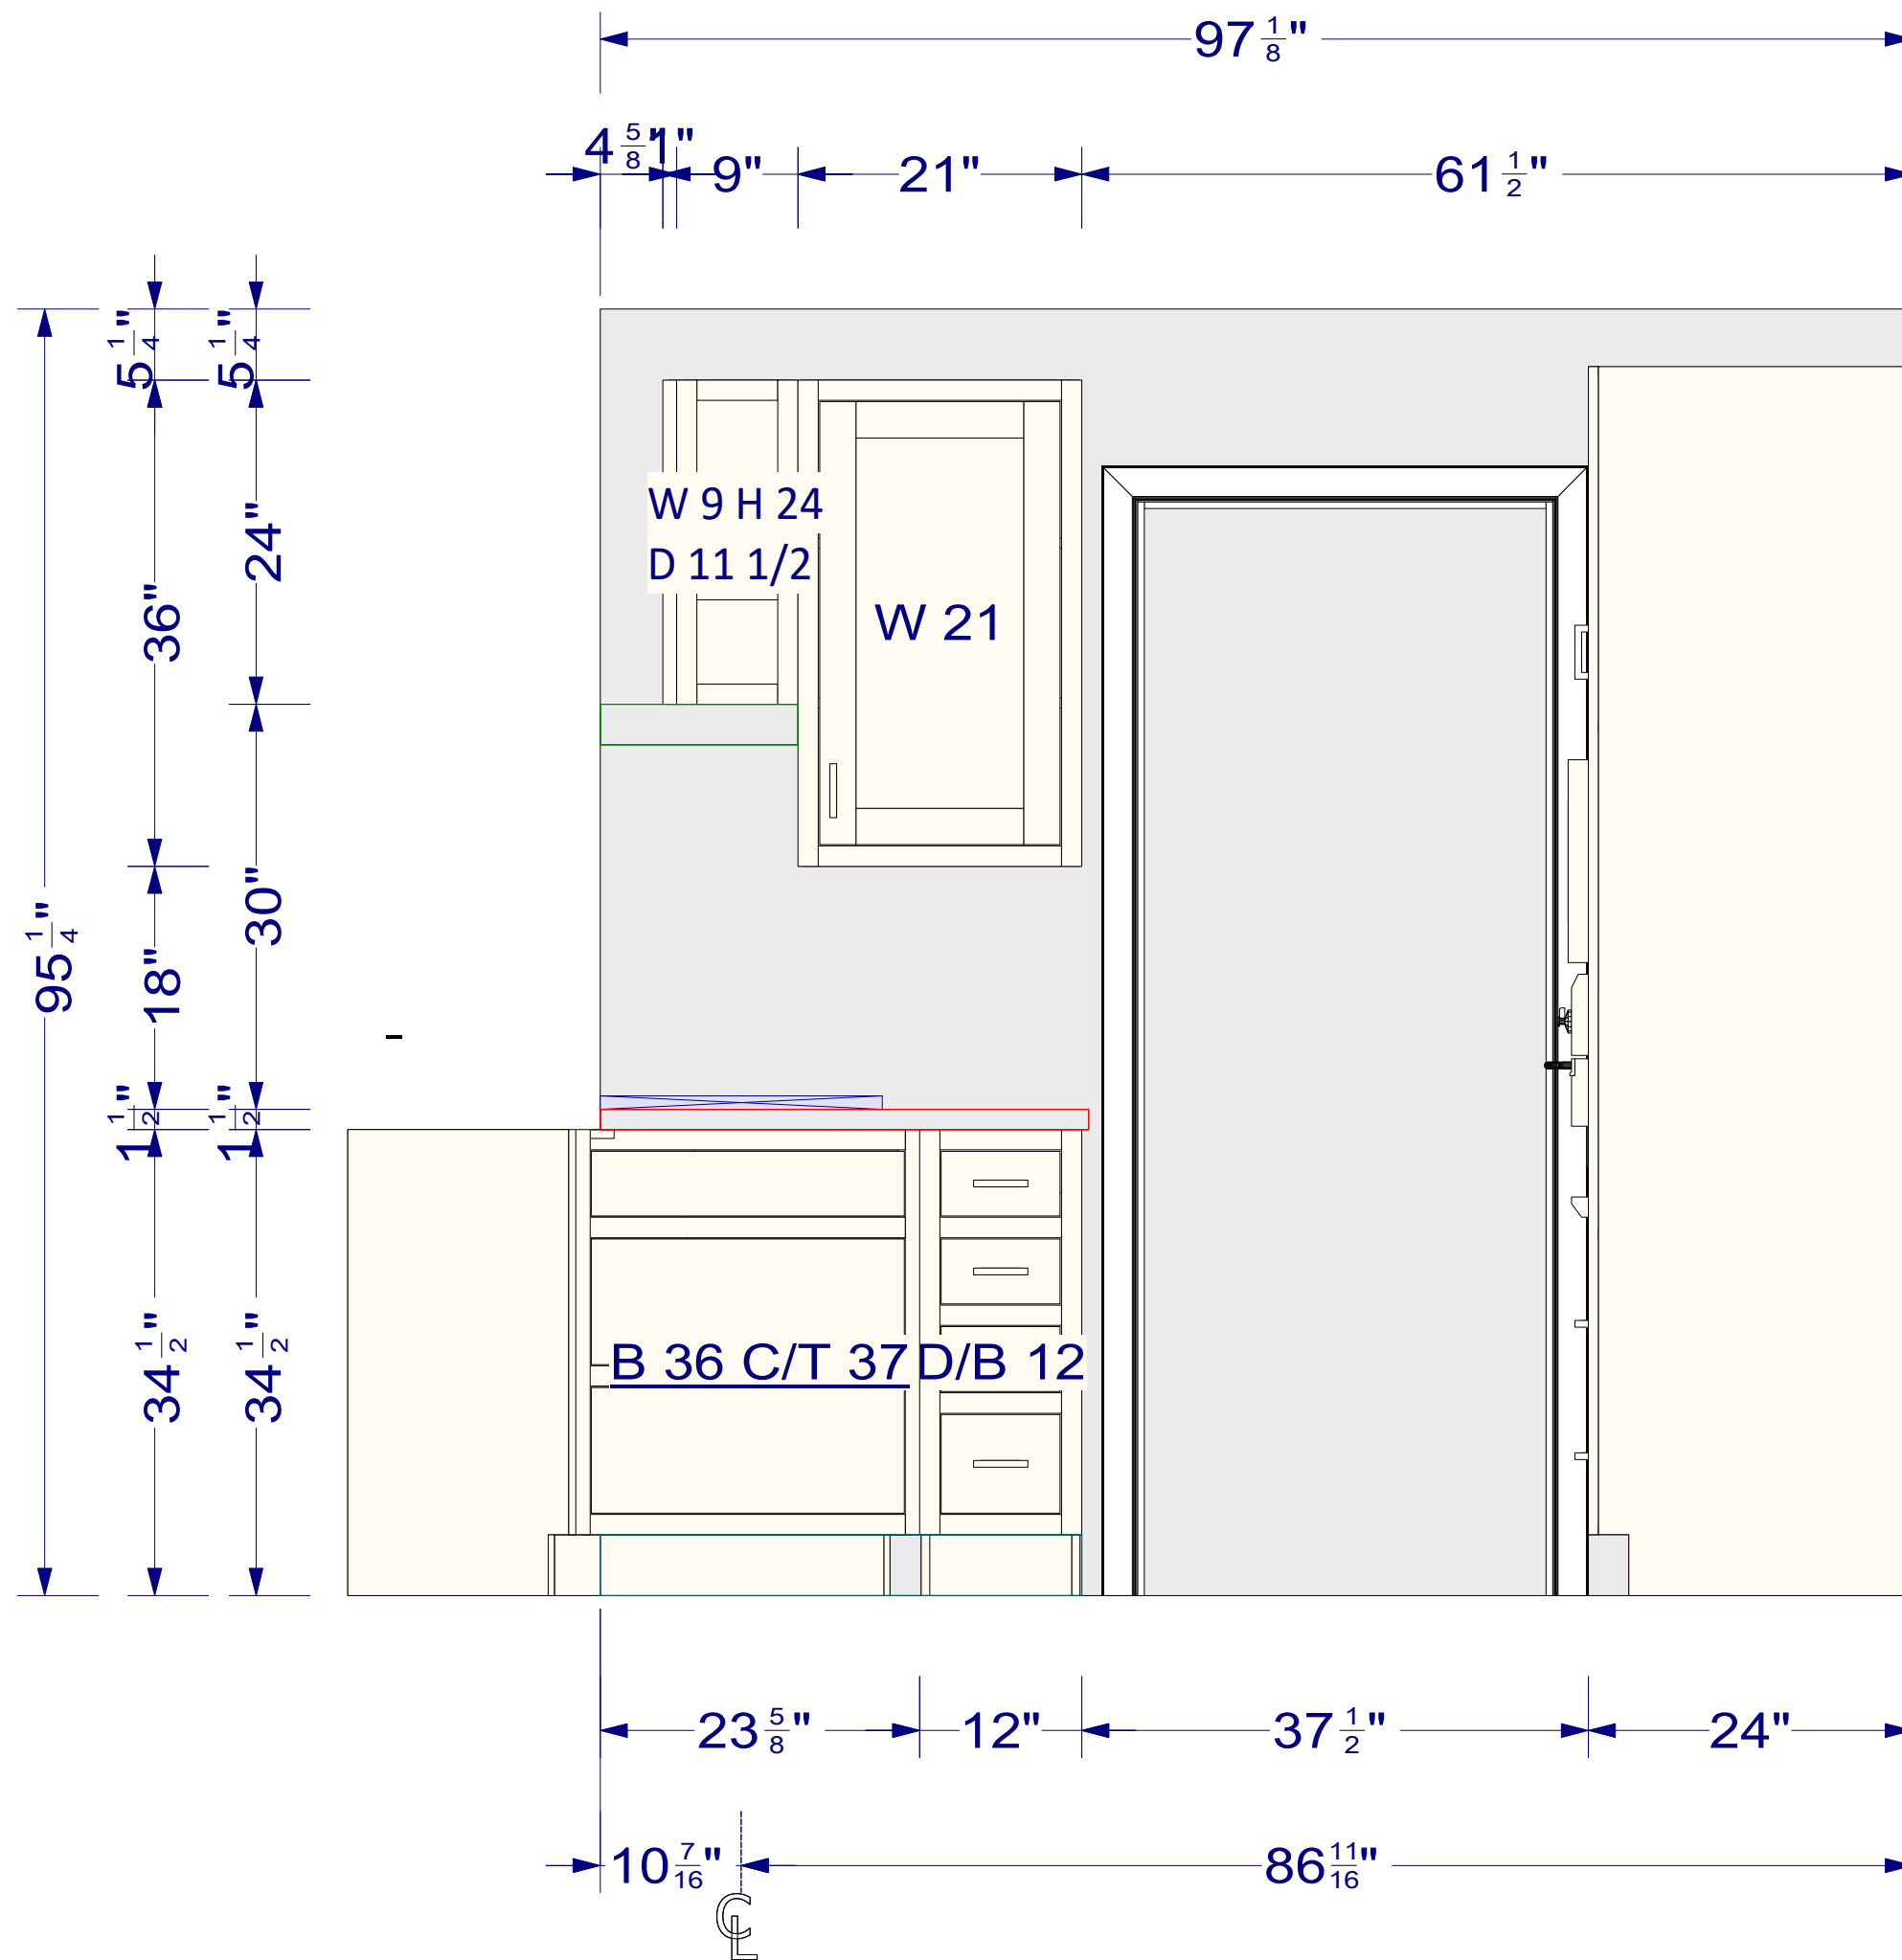 97 1/8"
4 5/8" 1"
9" 21" 61 1/2"
5 1/4" 5 1/4"
36" 24"
W 9 H 24
D 11 1/2
W 21
95 1/4"
18" 30"
1 1/2" 1 1/2"
34 1/2" 34 1/2"
B 36 C/T 37 D/B 12
23 5/8" 12" 37 1/2" 24"
10 7/16" 86 11/16"
CL